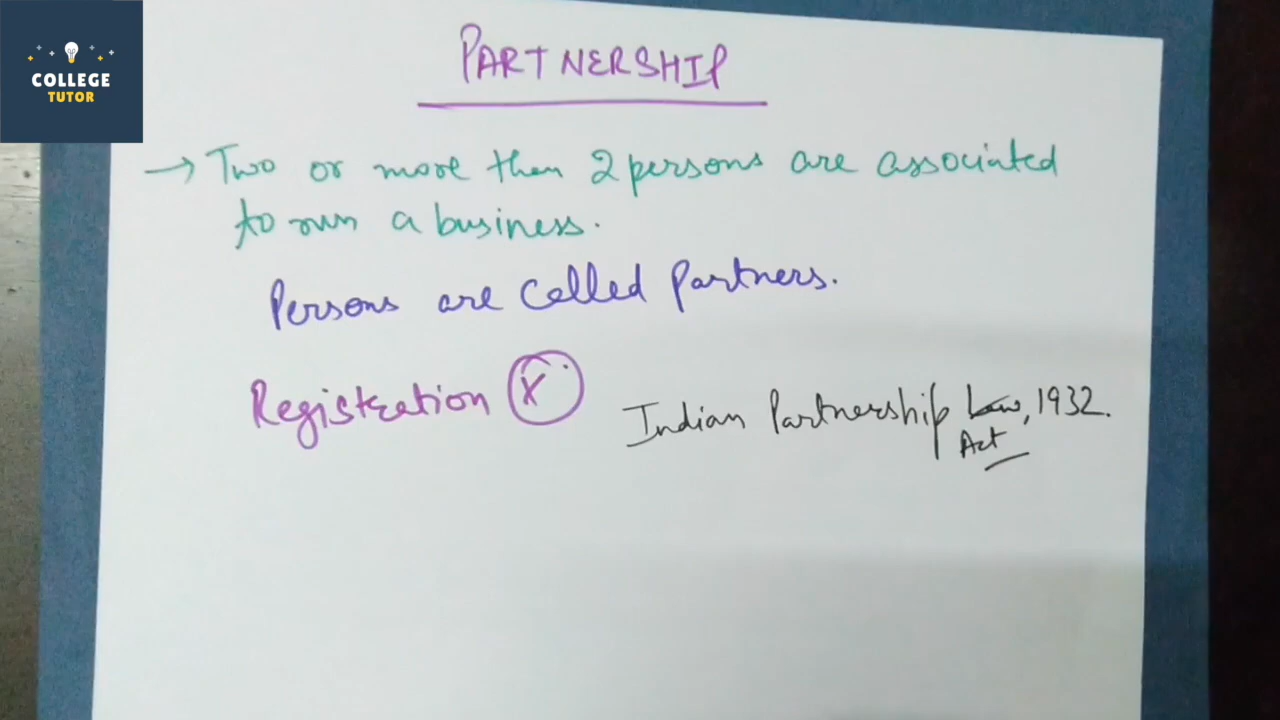 COLLEGE
TUTOR
PARTNERSHIP
→ Two or more than 2 persons are associated
to run a business.
Persons are called Partners.
Registration X
Indian Partnership Law, 1932.
Act